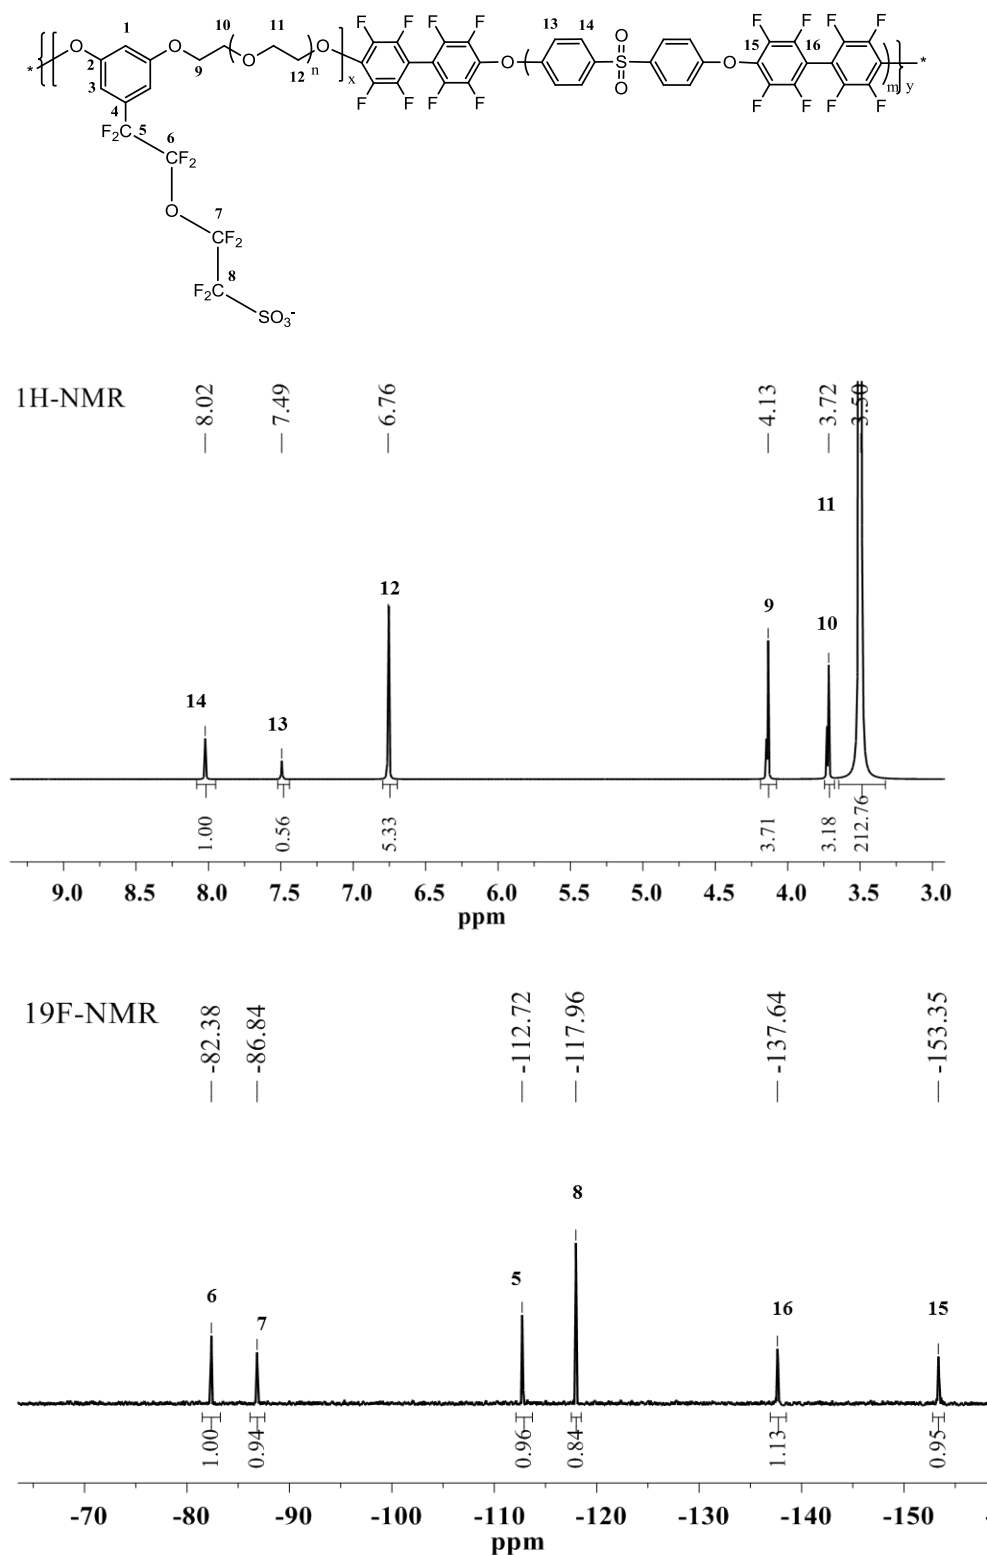 1 10 11 13 14 F F F F F F F F
* O O O O O O S O O 15 16 *
2 9 12 n x m y
3 F F F F F F F F
4
F2C 5
6
CF2
O
7
CF2
8
F2C
SO3-
1H-NMR
8.02 7.49 6.76 4.13 3.72 3.50
11
12
9
10
14
13
1.00 0.56 5.33 3.71 3.18 212.76
9.0 8.5 8.0 7.5 7.0 6.5 6.0 5.5 5.0 4.5 4.0 3.5 3.0
ppm
19F-NMR
-82.38 -86.84 -112.72 -117.96 -137.64 -153.35
8
5
6
7
16 15
1.00 0.94 0.96 0.84 1.13 0.95
-70 -80 -90 -100 -110 -120 -130 -140 -150 -
ppm